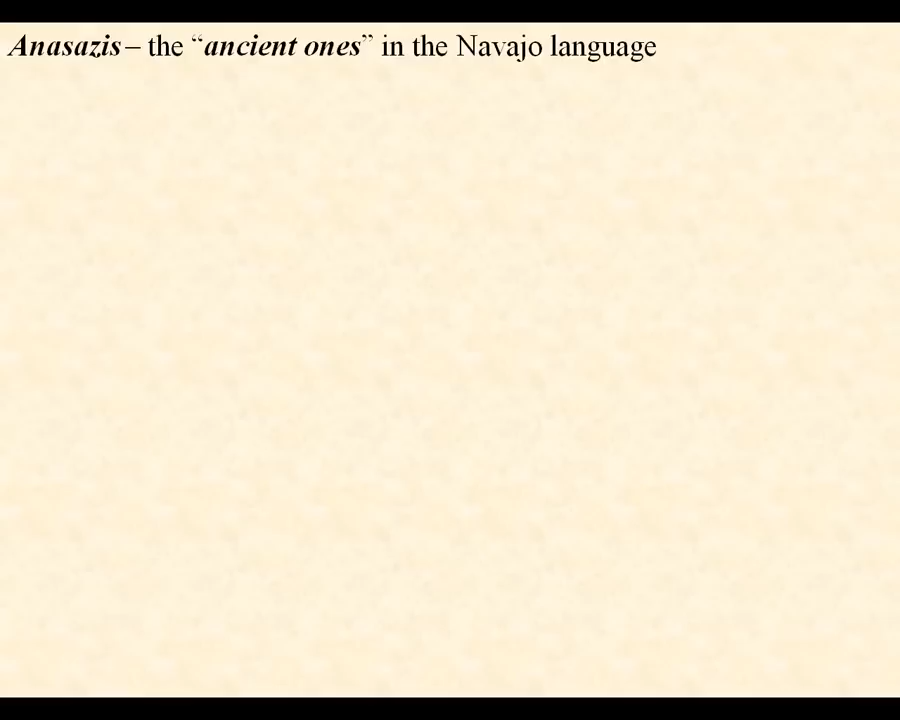 Anasazis – the “ancient ones” in the Navajo language